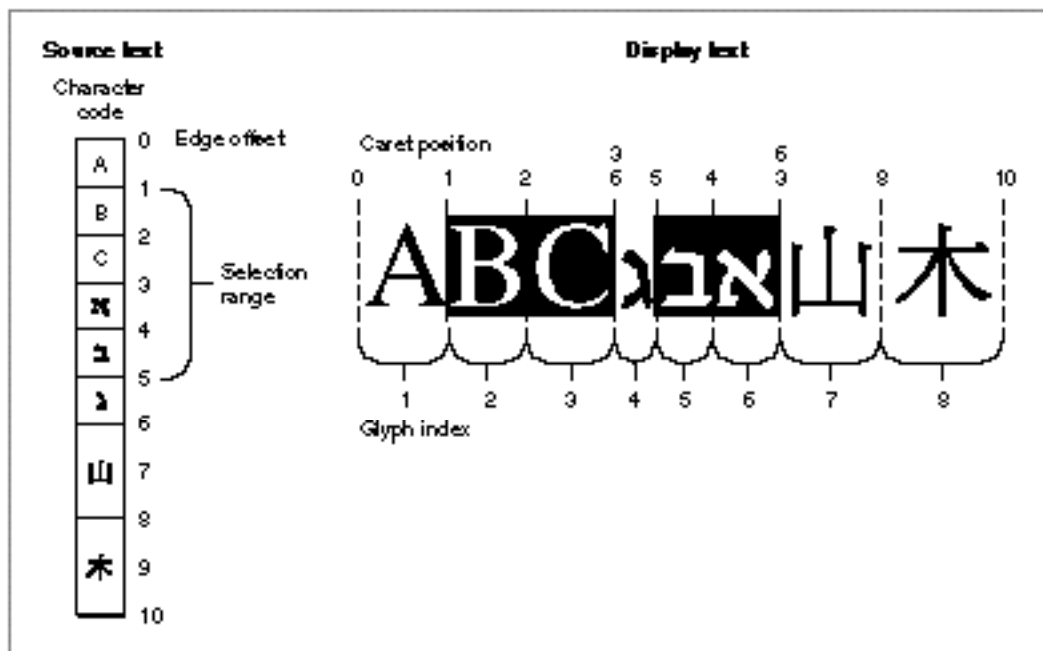 Source text
Display text
Character
code
0
Edge offset
A
1
B
2
C
3
א
4
ב
5
ג
6
山
7
8
木
9
10
Selection
range
Caret position
3 6
0 1 2 6 5 4 3 8 10
ABCגבא山木
1 2 3 4 5 6 7 8
Glyph index